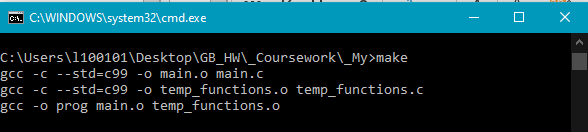 C:\WINDOWS\system32\cmd.exe
C:\Users\l100101\Desktop\GB_HW\_Coursework\_My>make
gcc -c --std=c99 -o main.o main.c
gcc -c --std=c99 -o temp_functions.o temp_functions.c
gcc -o prog main.o temp_functions.o